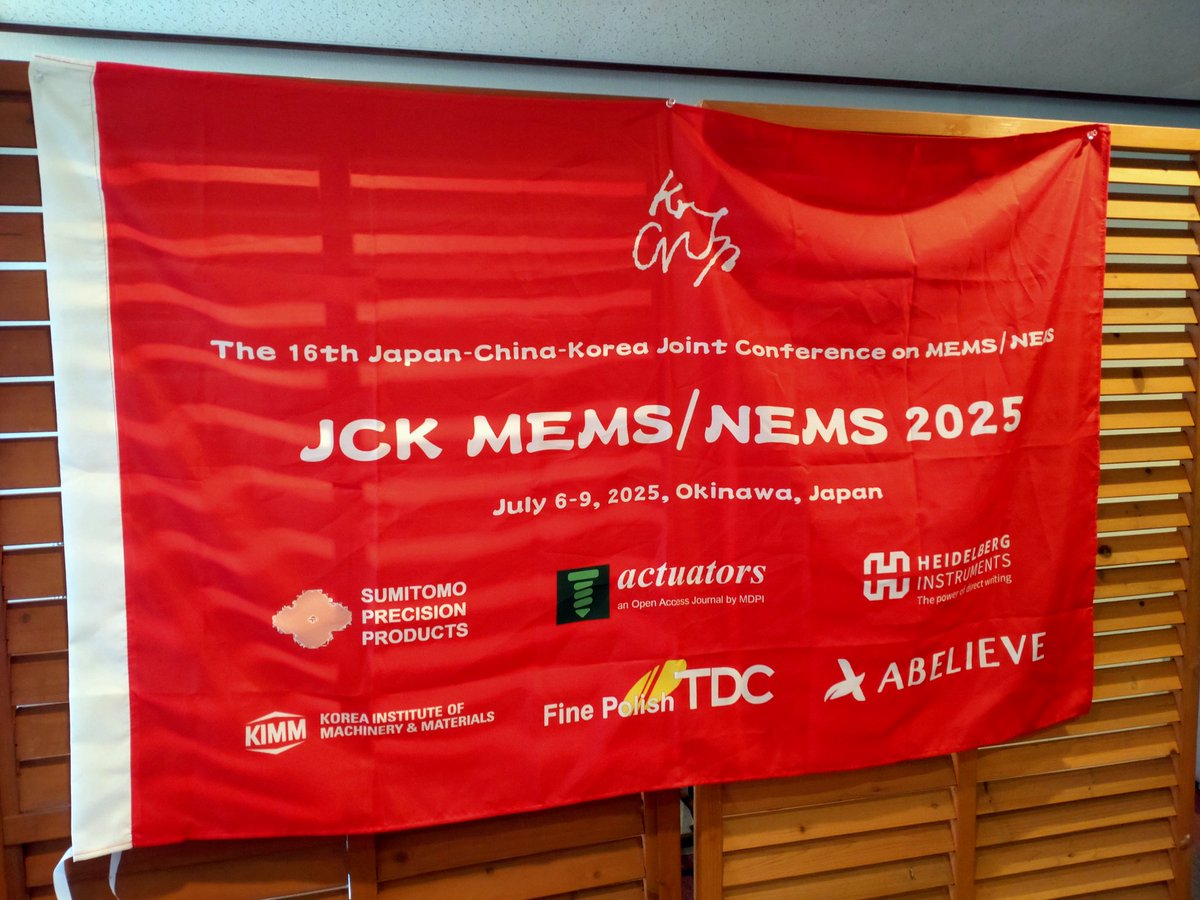 The 16th Japan-China-Korea Joint Conference on MEMS/NEMS
JCK MEMS/NEMS 2025
July 6-9, 2025, Okinawa, Japan
SUMITOMO
PRECISION
PRODUCTS
actuators
an Open Access Journal by MDPI
HEIDELBERG
INSTRUMENTS
The power of direct writing
KIMM
KOREA INSTITUTE OF
MACHINERY & MATERIALS
Fine Polish TDC
ABELIEVE